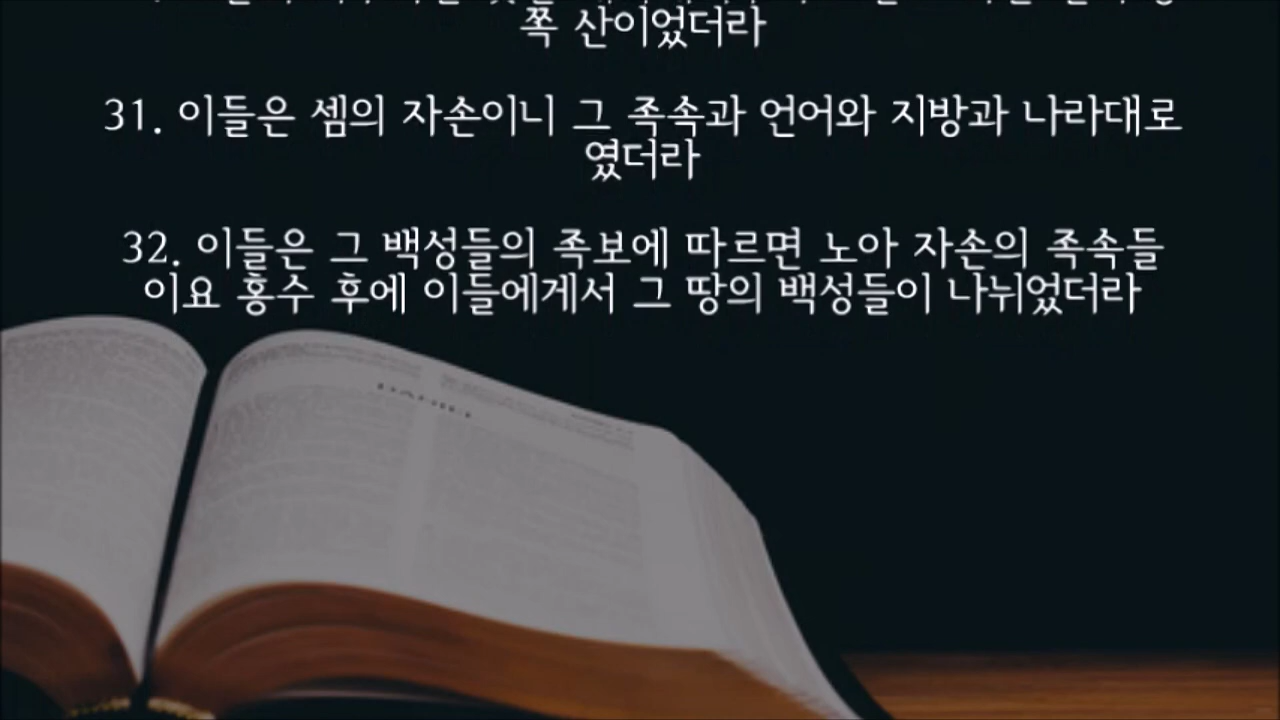 쪽 산이었더라
31. 이들은 셈의 자손이니 그 족속과 언어와 지방과 나라대로
였더라
32. 이들은 그 백성들의 족보에 따르면 노아 자손의 족속들
이요 홍수 후에 이들에게서 그 땅의 백성들이 나뉘었더라